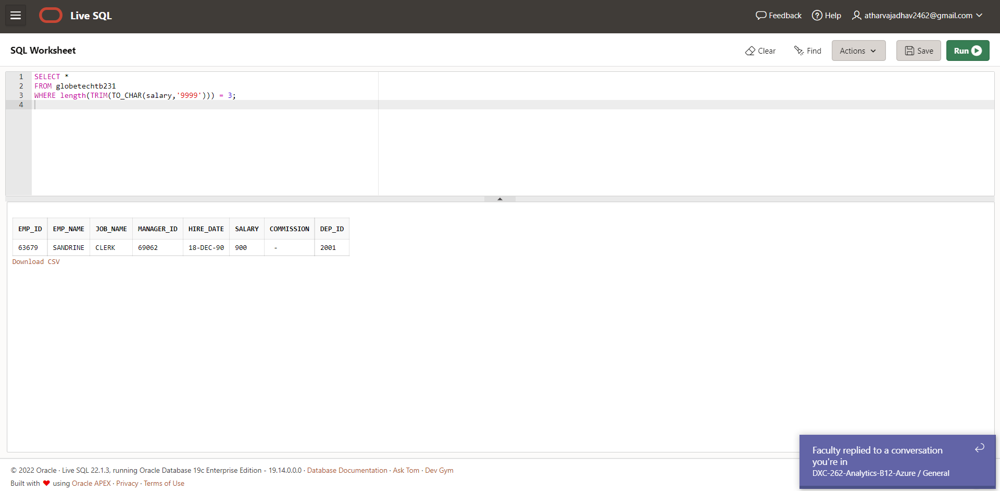 Live SQL
Feedback
Help
atharvajadhav2462@gmail.com
SQL Worksheet
Clear
Find
Actions
Save
Run
1 SELECT *
2 FROM globetechtb231
3 WHERE length(TRIM(TO_CHAR(salary,'9999'))) = 3;
4
EMP_ID EMP_NAME JOB_NAME MANAGER_ID HIRE_DATE SALARY COMMISSION DEP_ID
63679 SANDRINE CLERK 69062 18-DEC-90 900 - 2001
Download CSV
Faculty replied to a conversation
you're in
DXC-262-Analytics-B12-Azure / General
© 2022 Oracle · Live SQL 22.1.3, running Oracle Database 19c Enterprise Edition - 19.14.0.0.0 · Database Documentation · Ask Tom · Dev Gym
Built with ❤ using Oracle APEX · Privacy · Terms of Use